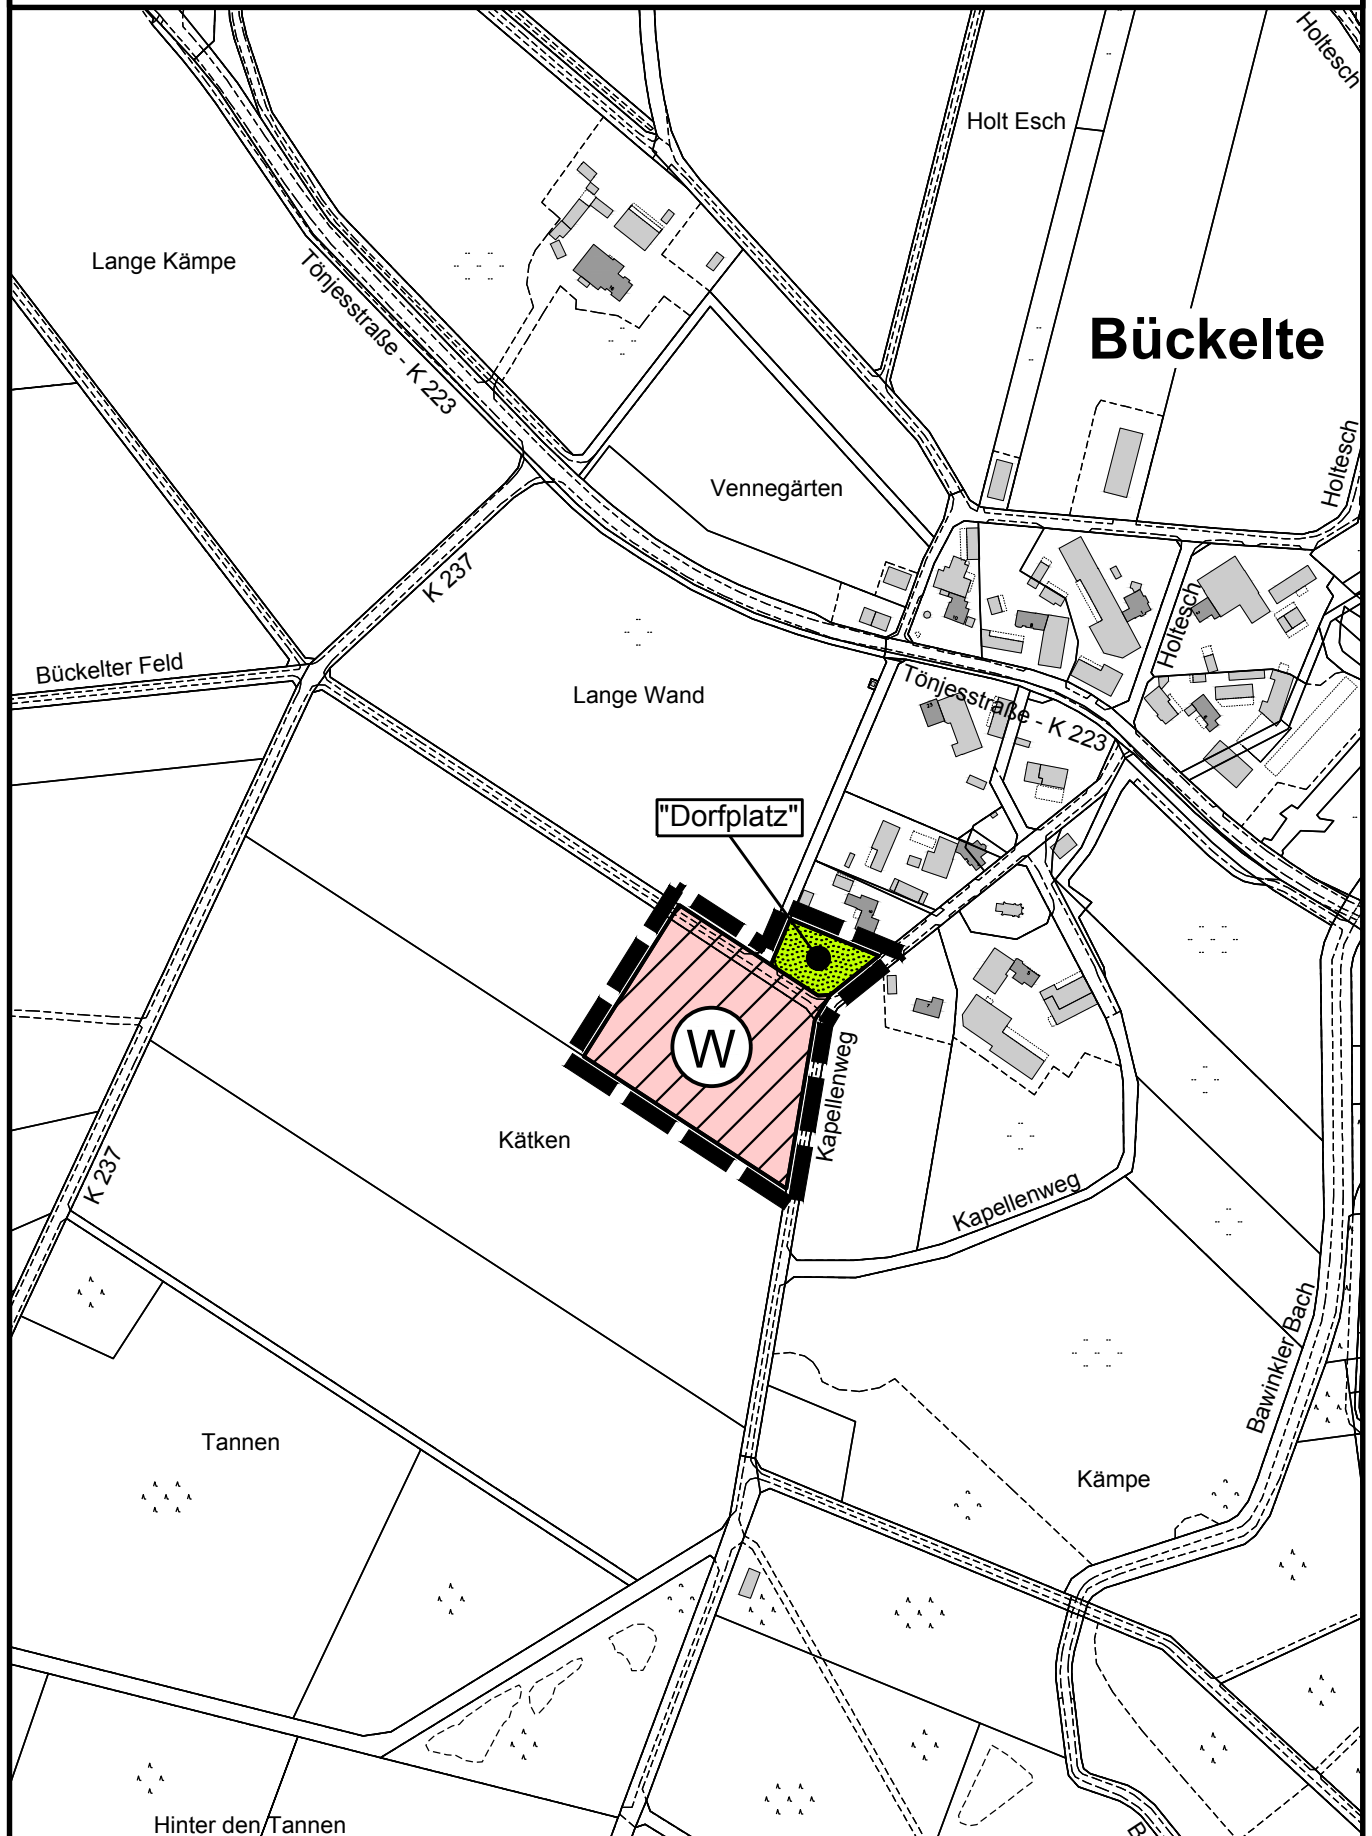 Holtesch
Holt Esch
Lange Kämpe
Tönjesstraße - K 223
Bückelte
Holtesch
Vennegärten
K 237
Holtesch
Bückelter Feld
Lange Wand
Tönjesstraße - K 223
"Dorfplatz"
W
Kapellenweg
Kätken
K 237
Kapellenweg
Bawinkler Bach
Tannen
Kämpe
Hinter den Tannen
B